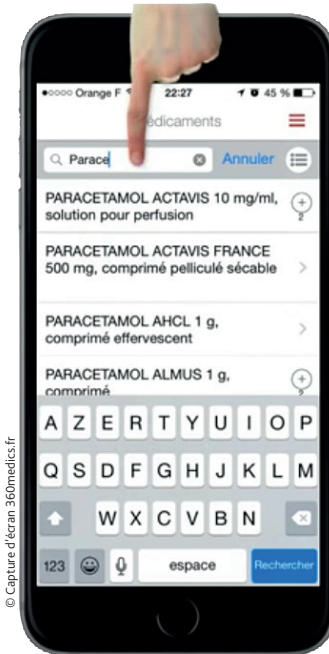 Orange F 22:27 45 %
édicaments
Parace Annuler
PARACETAMOL ACTAVIS 10 mg/ml,
solution pour perfusion
2
PARACETAMOL ACTAVIS FRANCE
500 mg, comprimé pelliculé sécable
PARACETAMOL AHCL 1 g,
comprimé effervescent
PARACETAMOL ALMUS 1 g,
comprimé
A Z E R T Y U I O P
Q S D F G H J K L M
W X C V B N
123 espace Rechercher
© Capture d'écran 360medics.fr